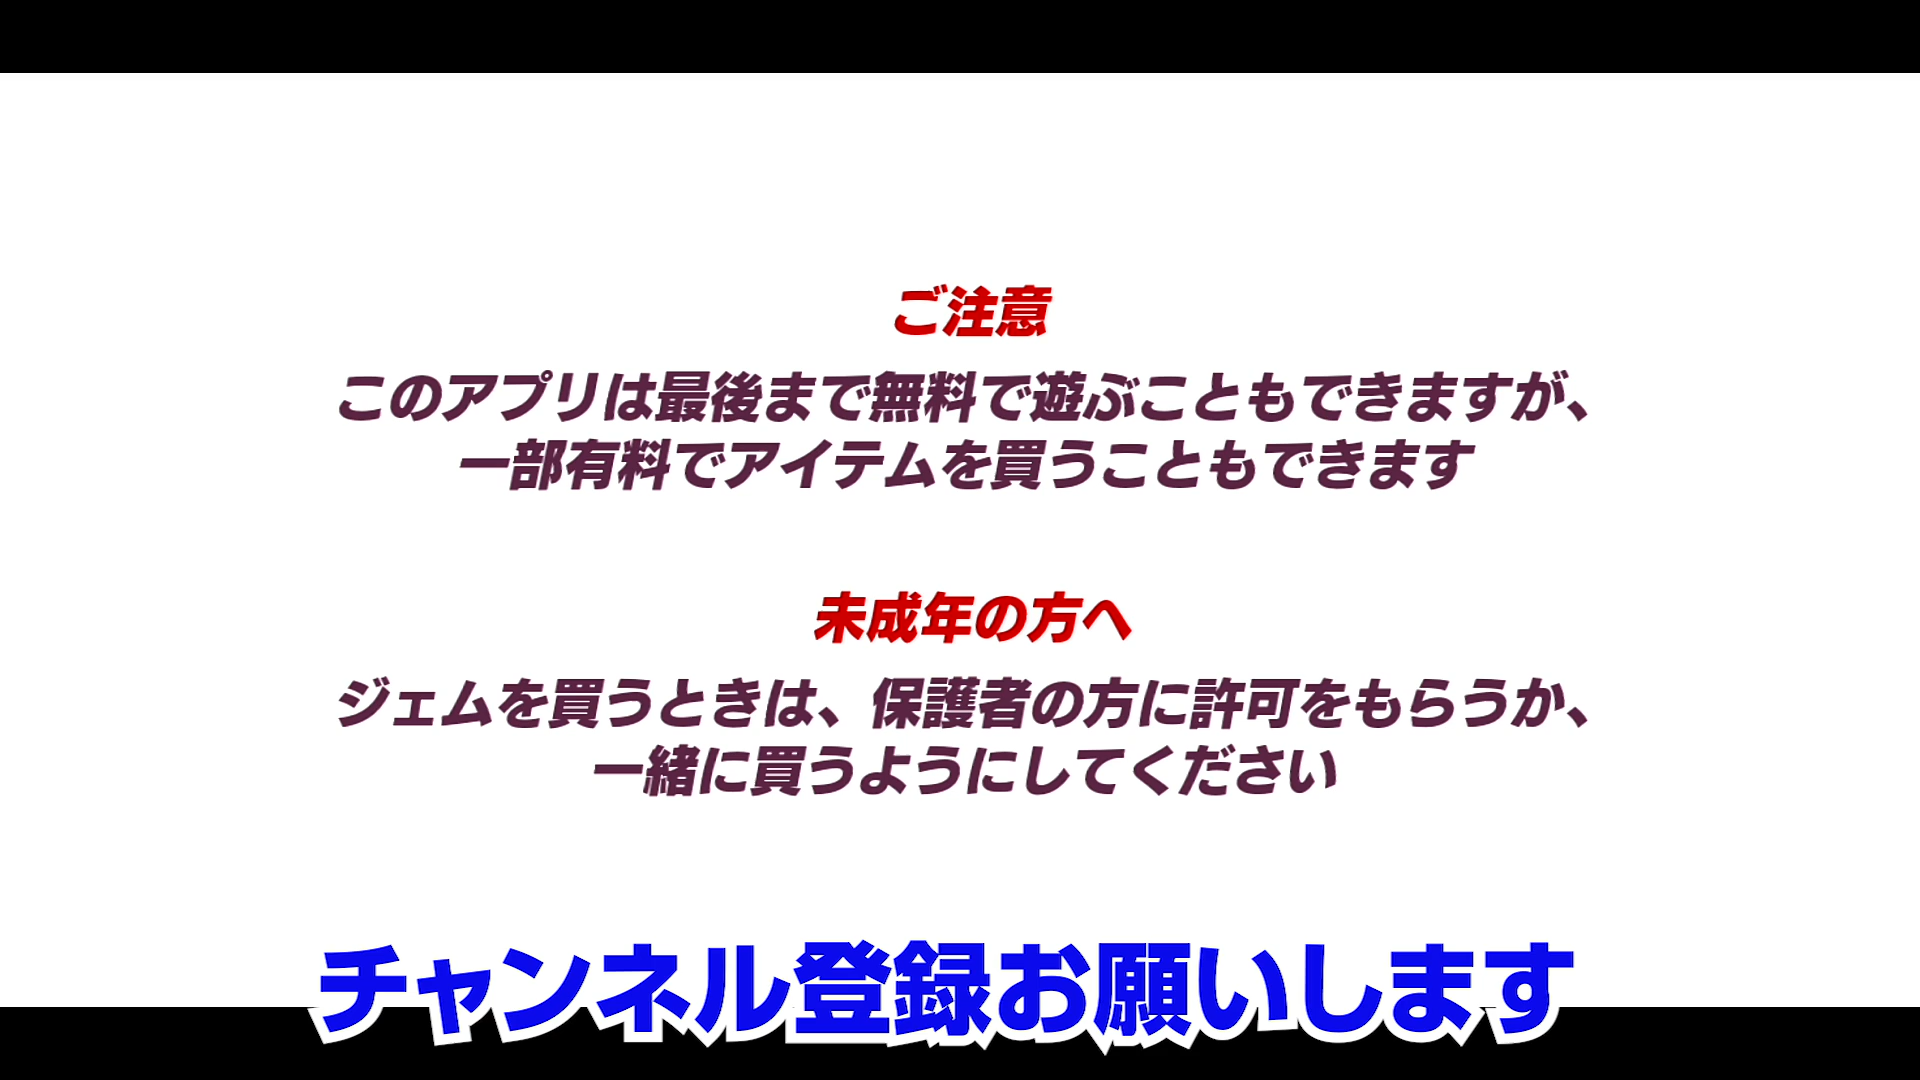 ご注意
このアプリは最後まで無料で遊ぶこともできますが、
一部有料でアイテムを買うこともできます
未成年の方へ
ジェムを買うときは、保護者の方に許可をもらうか、
一緒に買うようにしてください
チャンネル登録お願いします